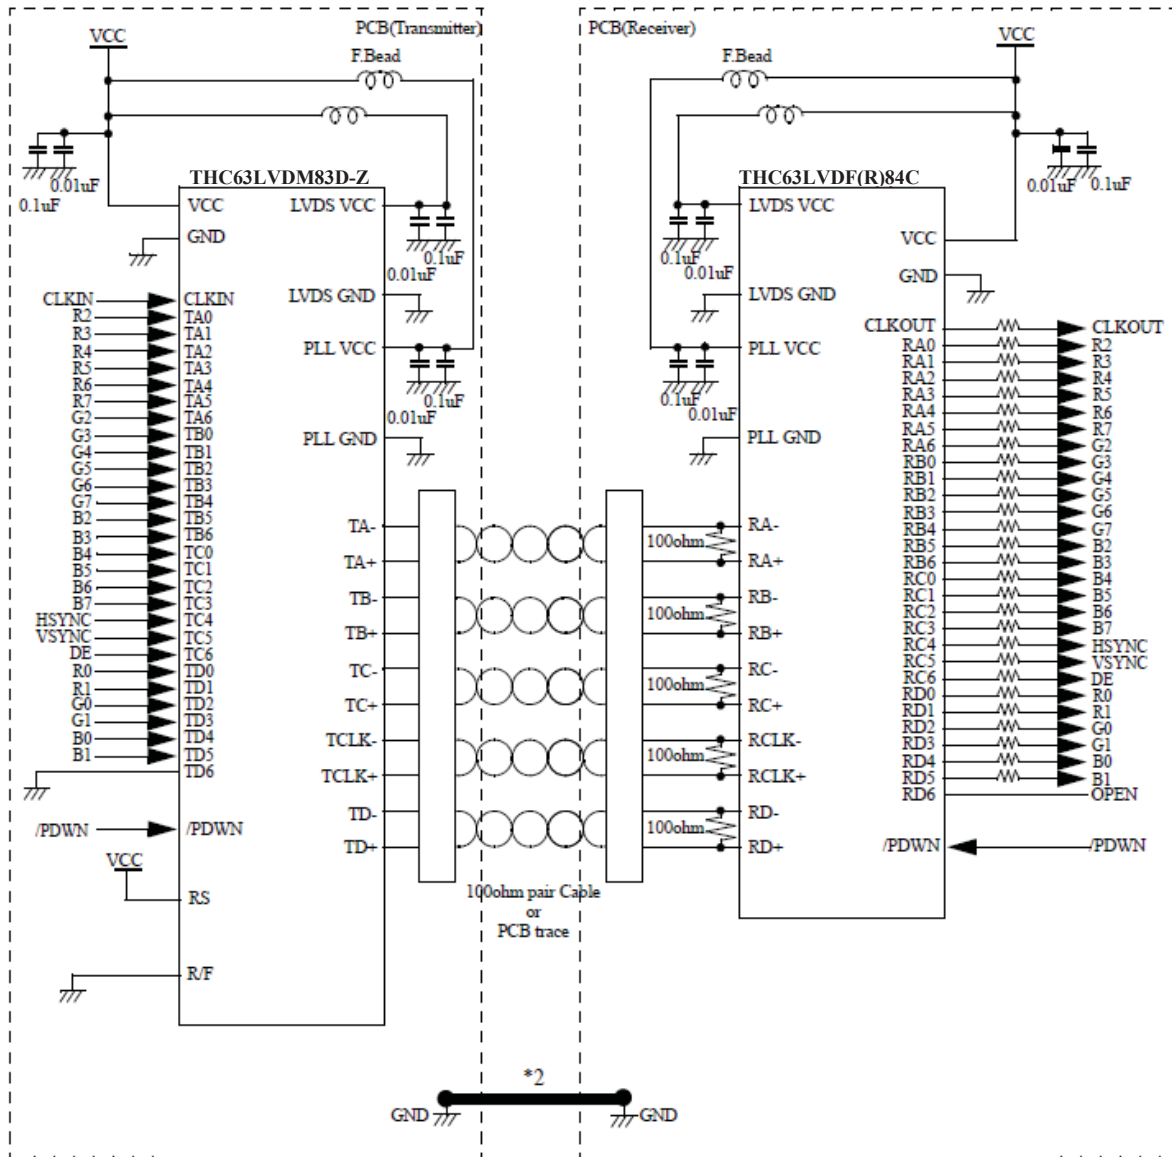 PCB(Transmitter)
VCC
F.Bead
0.01uF
0.1uF
THC63LVDM83D-Z
VCC
LVDS VCC
GND
0.1uF
0.01uF
LVDS GND
CLKIN CLKIN
R2 TA0
R3 TA1
R4 TA2
R5 TA3
R6 TA4
R7 TA5
G2 TA6
G3 TB0
G4 TB1
G5 TB2
G6 TB3
G7 TB4
B2 TB5
B3 TB6
B4 TC0
B5 TC1
B6 TC2
B7 TC3
HSYNC TC4
VSYNC TC5
DE TC6
R0 TD0
R1 TD1
G0 TD2
G1 TD3
B0 TD4
B1 TD5
TD6
/PDWN /PDWN
VCC
RS
R/F
PLL VCC
0.1uF
0.01uF
PLL GND
TA-
TA+
TB-
TB+
TC-
TC+
TCLK-
TCLK+
TD-
TD+
100ohm pair Cable
or
PCB trace
PCB(Receiver)
F.Bead
VCC
0.01uF
0.1uF
THC63LVDF(R)84C
LVDS VCC
0.1uF
0.01uF
LVDS GND
PLL VCC
0.1uF
0.01uF
PLL GND
100ohm
RA-
RA+
100ohm
RB-
RB+
100ohm
RC-
RC+
100ohm
RCLK-
RCLK+
100ohm
RD-
RD+
VCC
GND
CLKOUT CLKOUT
RA0 R2
RA1 R3
RA2 R4
RA3 R5
RA4 R6
RA5 R7
RA6 G2
RB0 G3
RB1 G4
RB2 G5
RB3 G6
RB4 G7
RB5 B2
RB6 B3
RC0 B4
RC1 B5
RC2 B6
RC3 B7
RC4 HSYNC
RC5 VSYNC
RC6 DE
RD0 R0
RD1 R1
RD2 G0
RD3 G1
RD4 B0
RD5 B1
RD6 OPEN
/PDWN /PDWN
*2
GND
GND